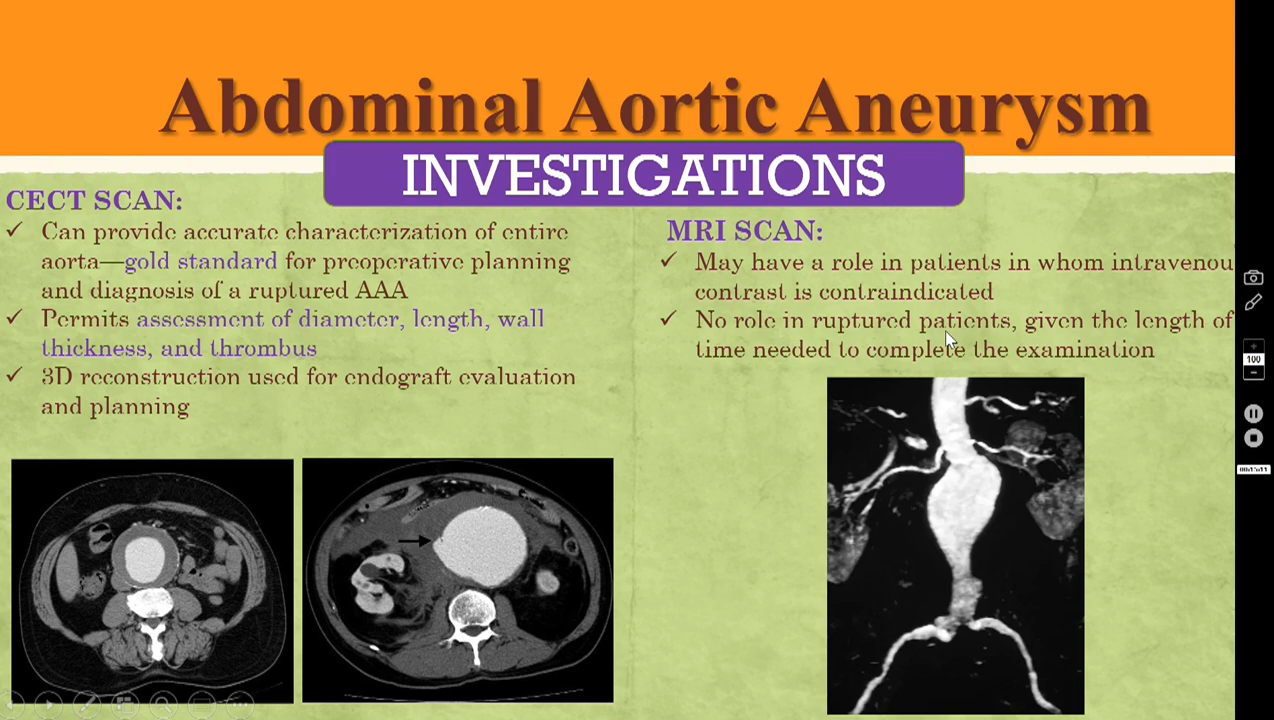 Abdominal Aortic Aneurysm
INVESTIGATIONS
CECT SCAN:
✓ Can provide accurate characterization of entire
aorta—gold standard for preoperative planning
and diagnosis of a ruptured AAA
✓ Permits assessment of diameter, length, wall
thickness, and thrombus
✓ 3D reconstruction used for endograft evaluation
and planning
MRI SCAN:
✓ May have a role in patients in whom intravenou
contrast is contraindicated
✓ No role in ruptured patients, given the length of
time needed to complete the examination
100